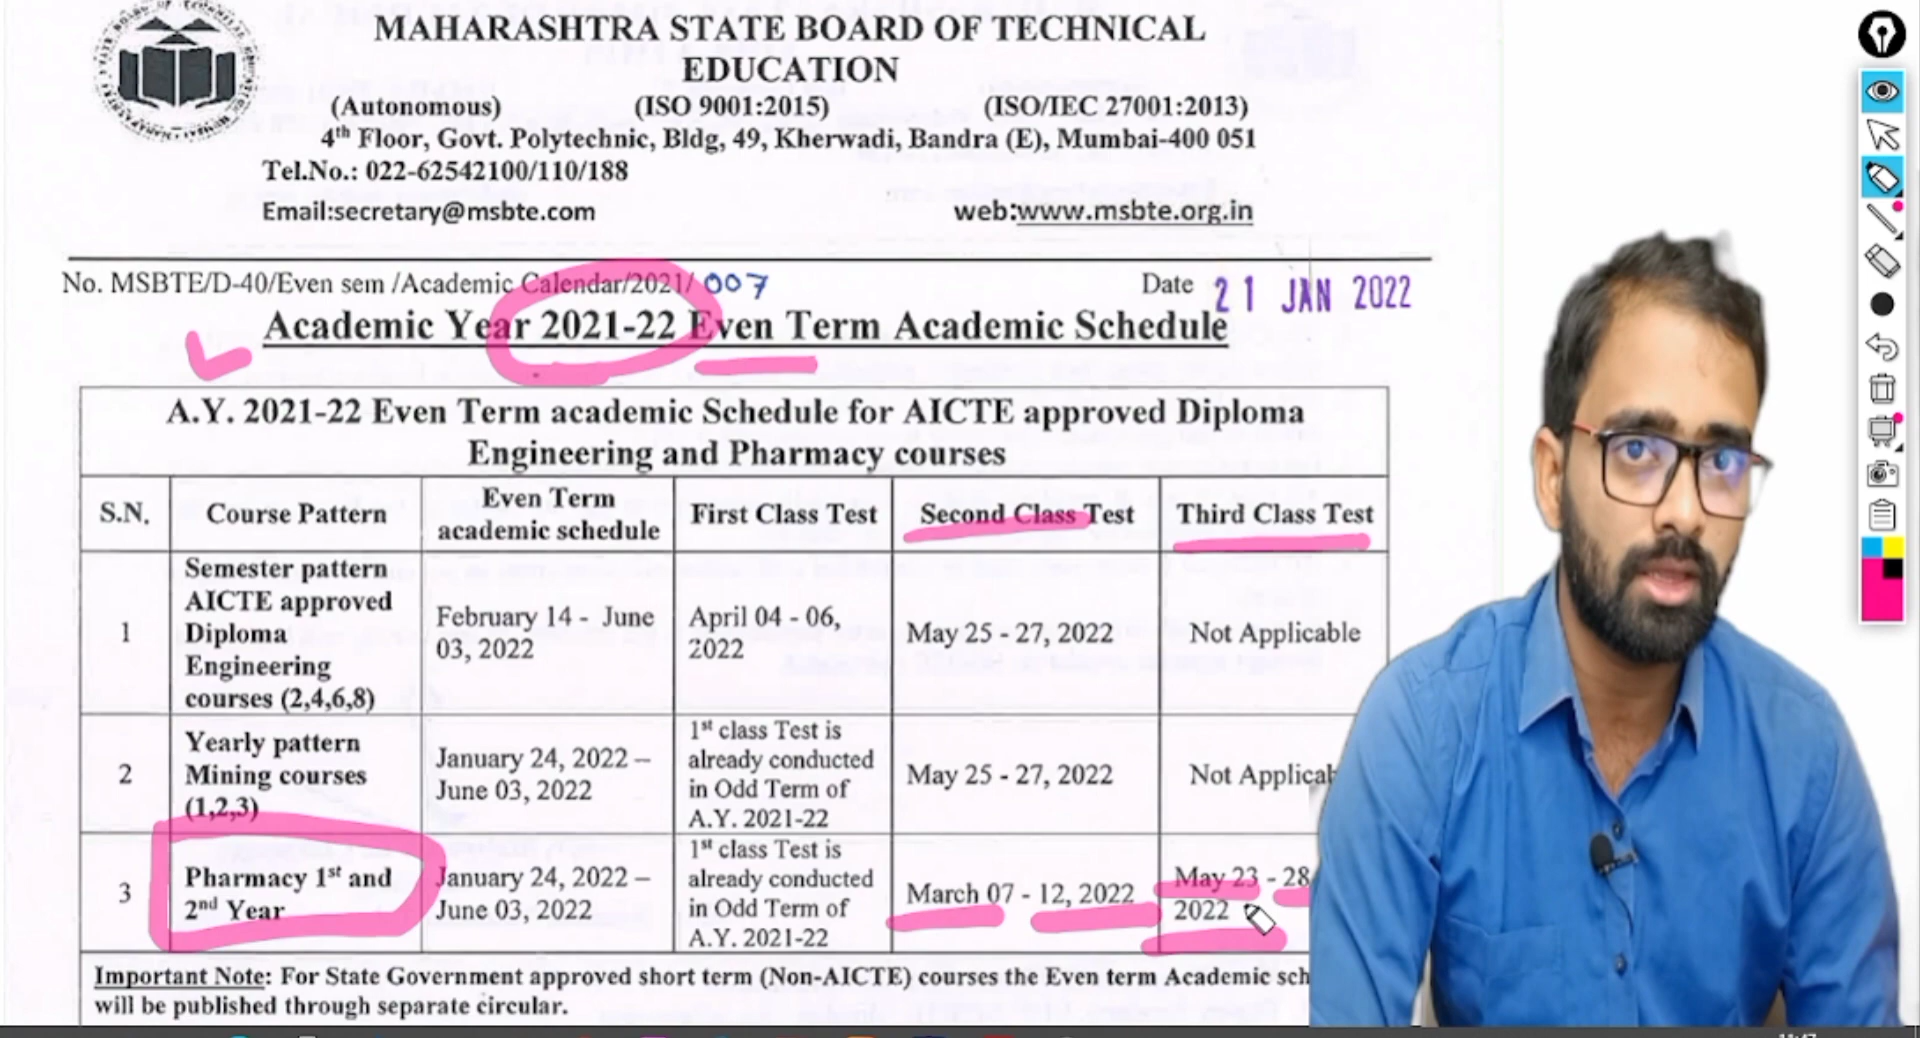 MAHARASHTRA STATE BOARD OF TECHNICAL
EDUCATION
(Autonomous) (ISO 9001:2015) (ISO/IEC 27001:2013)
4th Floor, Govt. Polytechnic, Bldg, 49, Kherwadi, Bandra (E), Mumbai-400 051
Tel.No.: 022-62542100/110/188
Email:secretary@msbte.com web:www.msbte.org.in
No. MSBTE/D-40/Even sem /Academic Calendar/2021/ 007 Date 21 JAN 2022
Academic Year 2021-22 Even Term Academic Schedule
A.Y. 2021-22 Even Term academic Schedule for AICTE approved Diploma
Engineering and Pharmacy courses
S.N. Course Pattern Even Term academic schedule First Class Test Second Class Test Third Class Test
1
Semester pattern
AICTE approved
Diploma
Engineering
courses (2,4,6,8)
February 14 - June
03, 2022
April 04 - 06,
2022
May 25 - 27, 2022
Not Applicable
2
Yearly pattern
Mining courses
(1,2,3)
January 24, 2022 –
June 03, 2022
1st class Test is
already conducted
in Odd Term of
A.Y. 2021-22
May 25 - 27, 2022
Not Applicab
3
Pharmacy 1st and
2nd Year
January 24, 2022 –
June 03, 2022
1st class Test is
already conducted
in Odd Term of
A.Y. 2021-22
March 07 - 12, 2022
May 23 - 28
2022
Important Note: For State Government approved short term (Non-AICTE) courses the Even term Academic sch
will be published through separate circular.